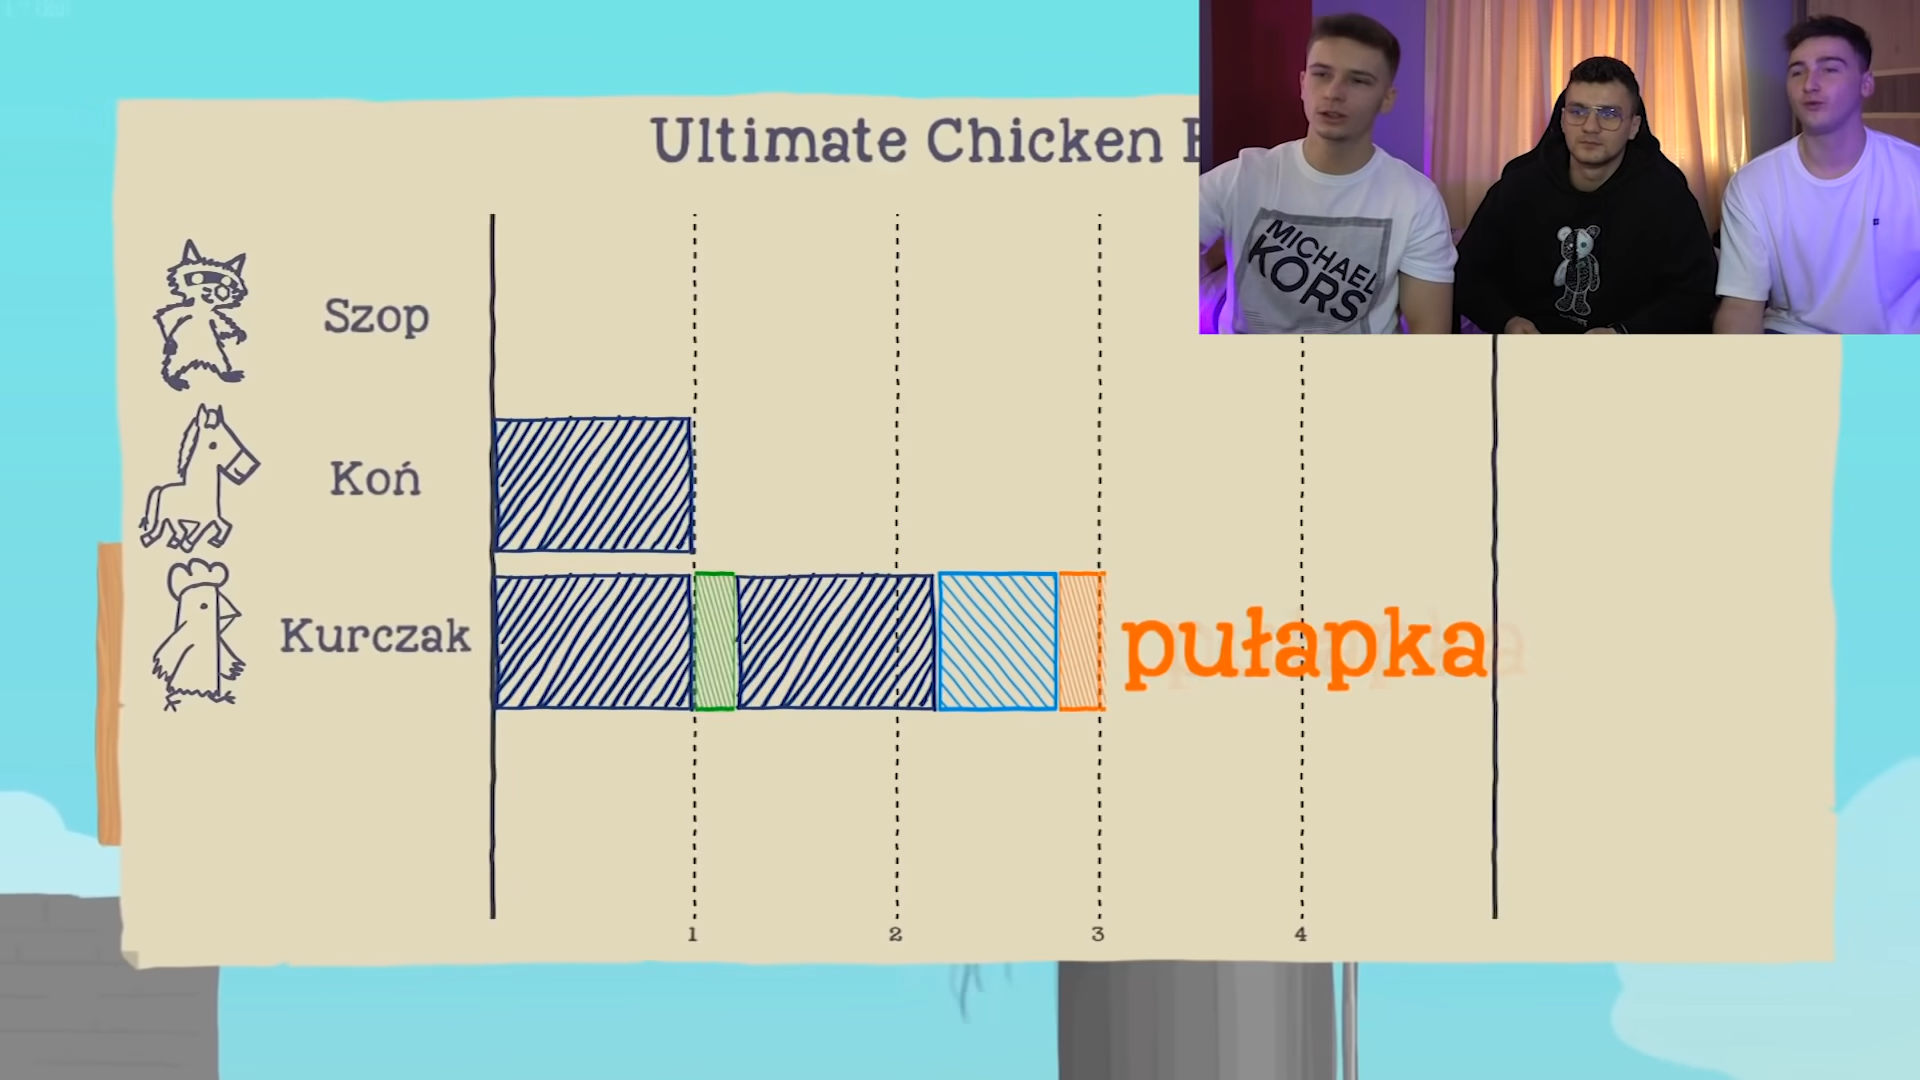 Ultimate Chicken
MICHAEL
KORS
Szop
Koń
Kurczak
pułapka
1 2 3 4